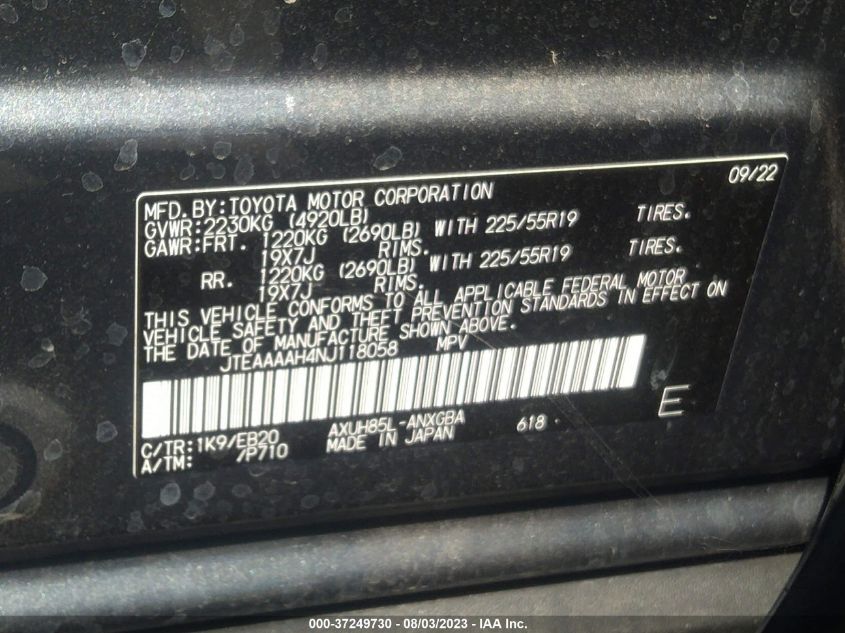 09/22
MFD. BY: TOYOTA MOTOR CORPORATION
GVWR: 2230KG (4920LB)
GAWR: FRT. 1220KG (2690LB) WITH 225/55R19 TIRES.
19X7J RIMS.
RR. 1220KG (2690LB) WITH 225/55R19 TIRES.
19X7J RIMS.
THIS VEHICLE CONFORMS TO ALL APPLICABLE FEDERAL MOTOR
VEHICLE SAFETY AND THEFT PREVENTION STANDARDS IN EFFECT ON
THE DATE OF MANUFACTURE SHOWN ABOVE.
JTEAAAAH4NJ118058 MPV
C/TR: 1K9/EB20 AXUH85L-ANXGBA 618 E
A/TM: /P710 MADE IN JAPAN
000-37249730 - 08/03/2023 - IAA Inc.